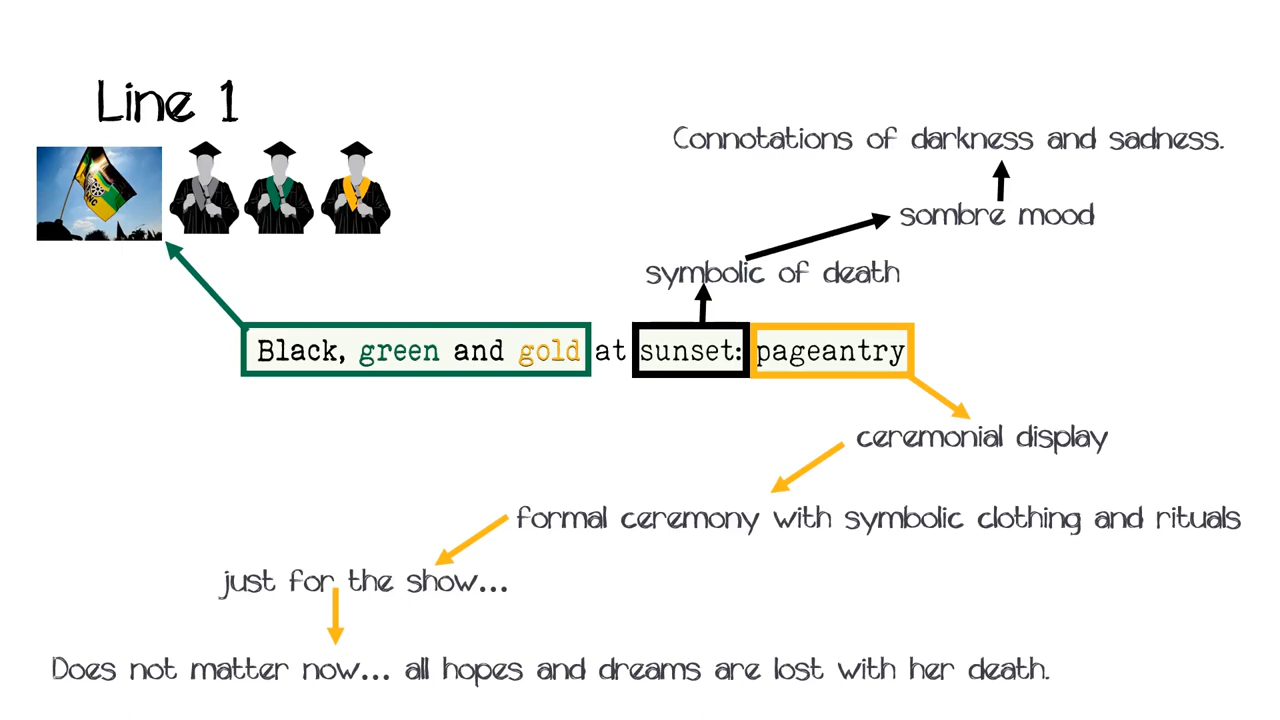 Line 1
ANC
Connotations of darkness and sadness.
sombre mood
symbolic of death
Black, green and gold at sunset: pageantry
ceremonial display
formal ceremony with symbolic clothing and rituals
just for the show...
Does not matter now... all hopes and dreams are lost with her death.